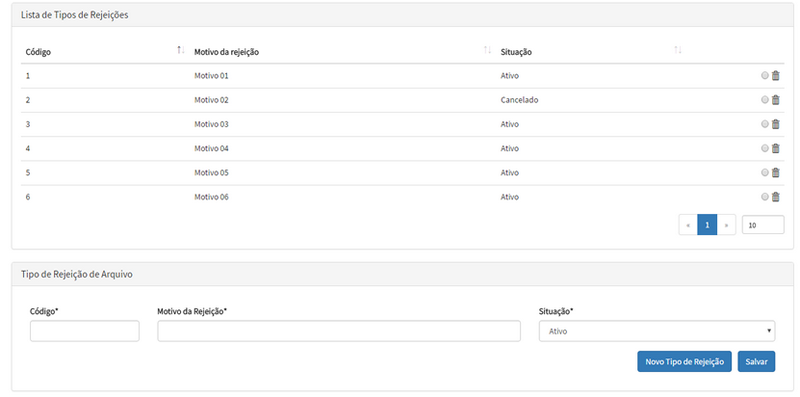 Lista de Tipos de Rejeições
Código Motivo da rejeição Situação
1 Motivo 01 Ativo
2 Motivo 02 Cancelado
3 Motivo 03 Ativo
4 Motivo 04 Ativo
5 Motivo 05 Ativo
6 Motivo 06 Ativo
« 1 » 10
Tipo de Rejeição de Arquivo
Código* Motivo da Rejeição* Situação*
Ativo
Novo Tipo de Rejeição Salvar